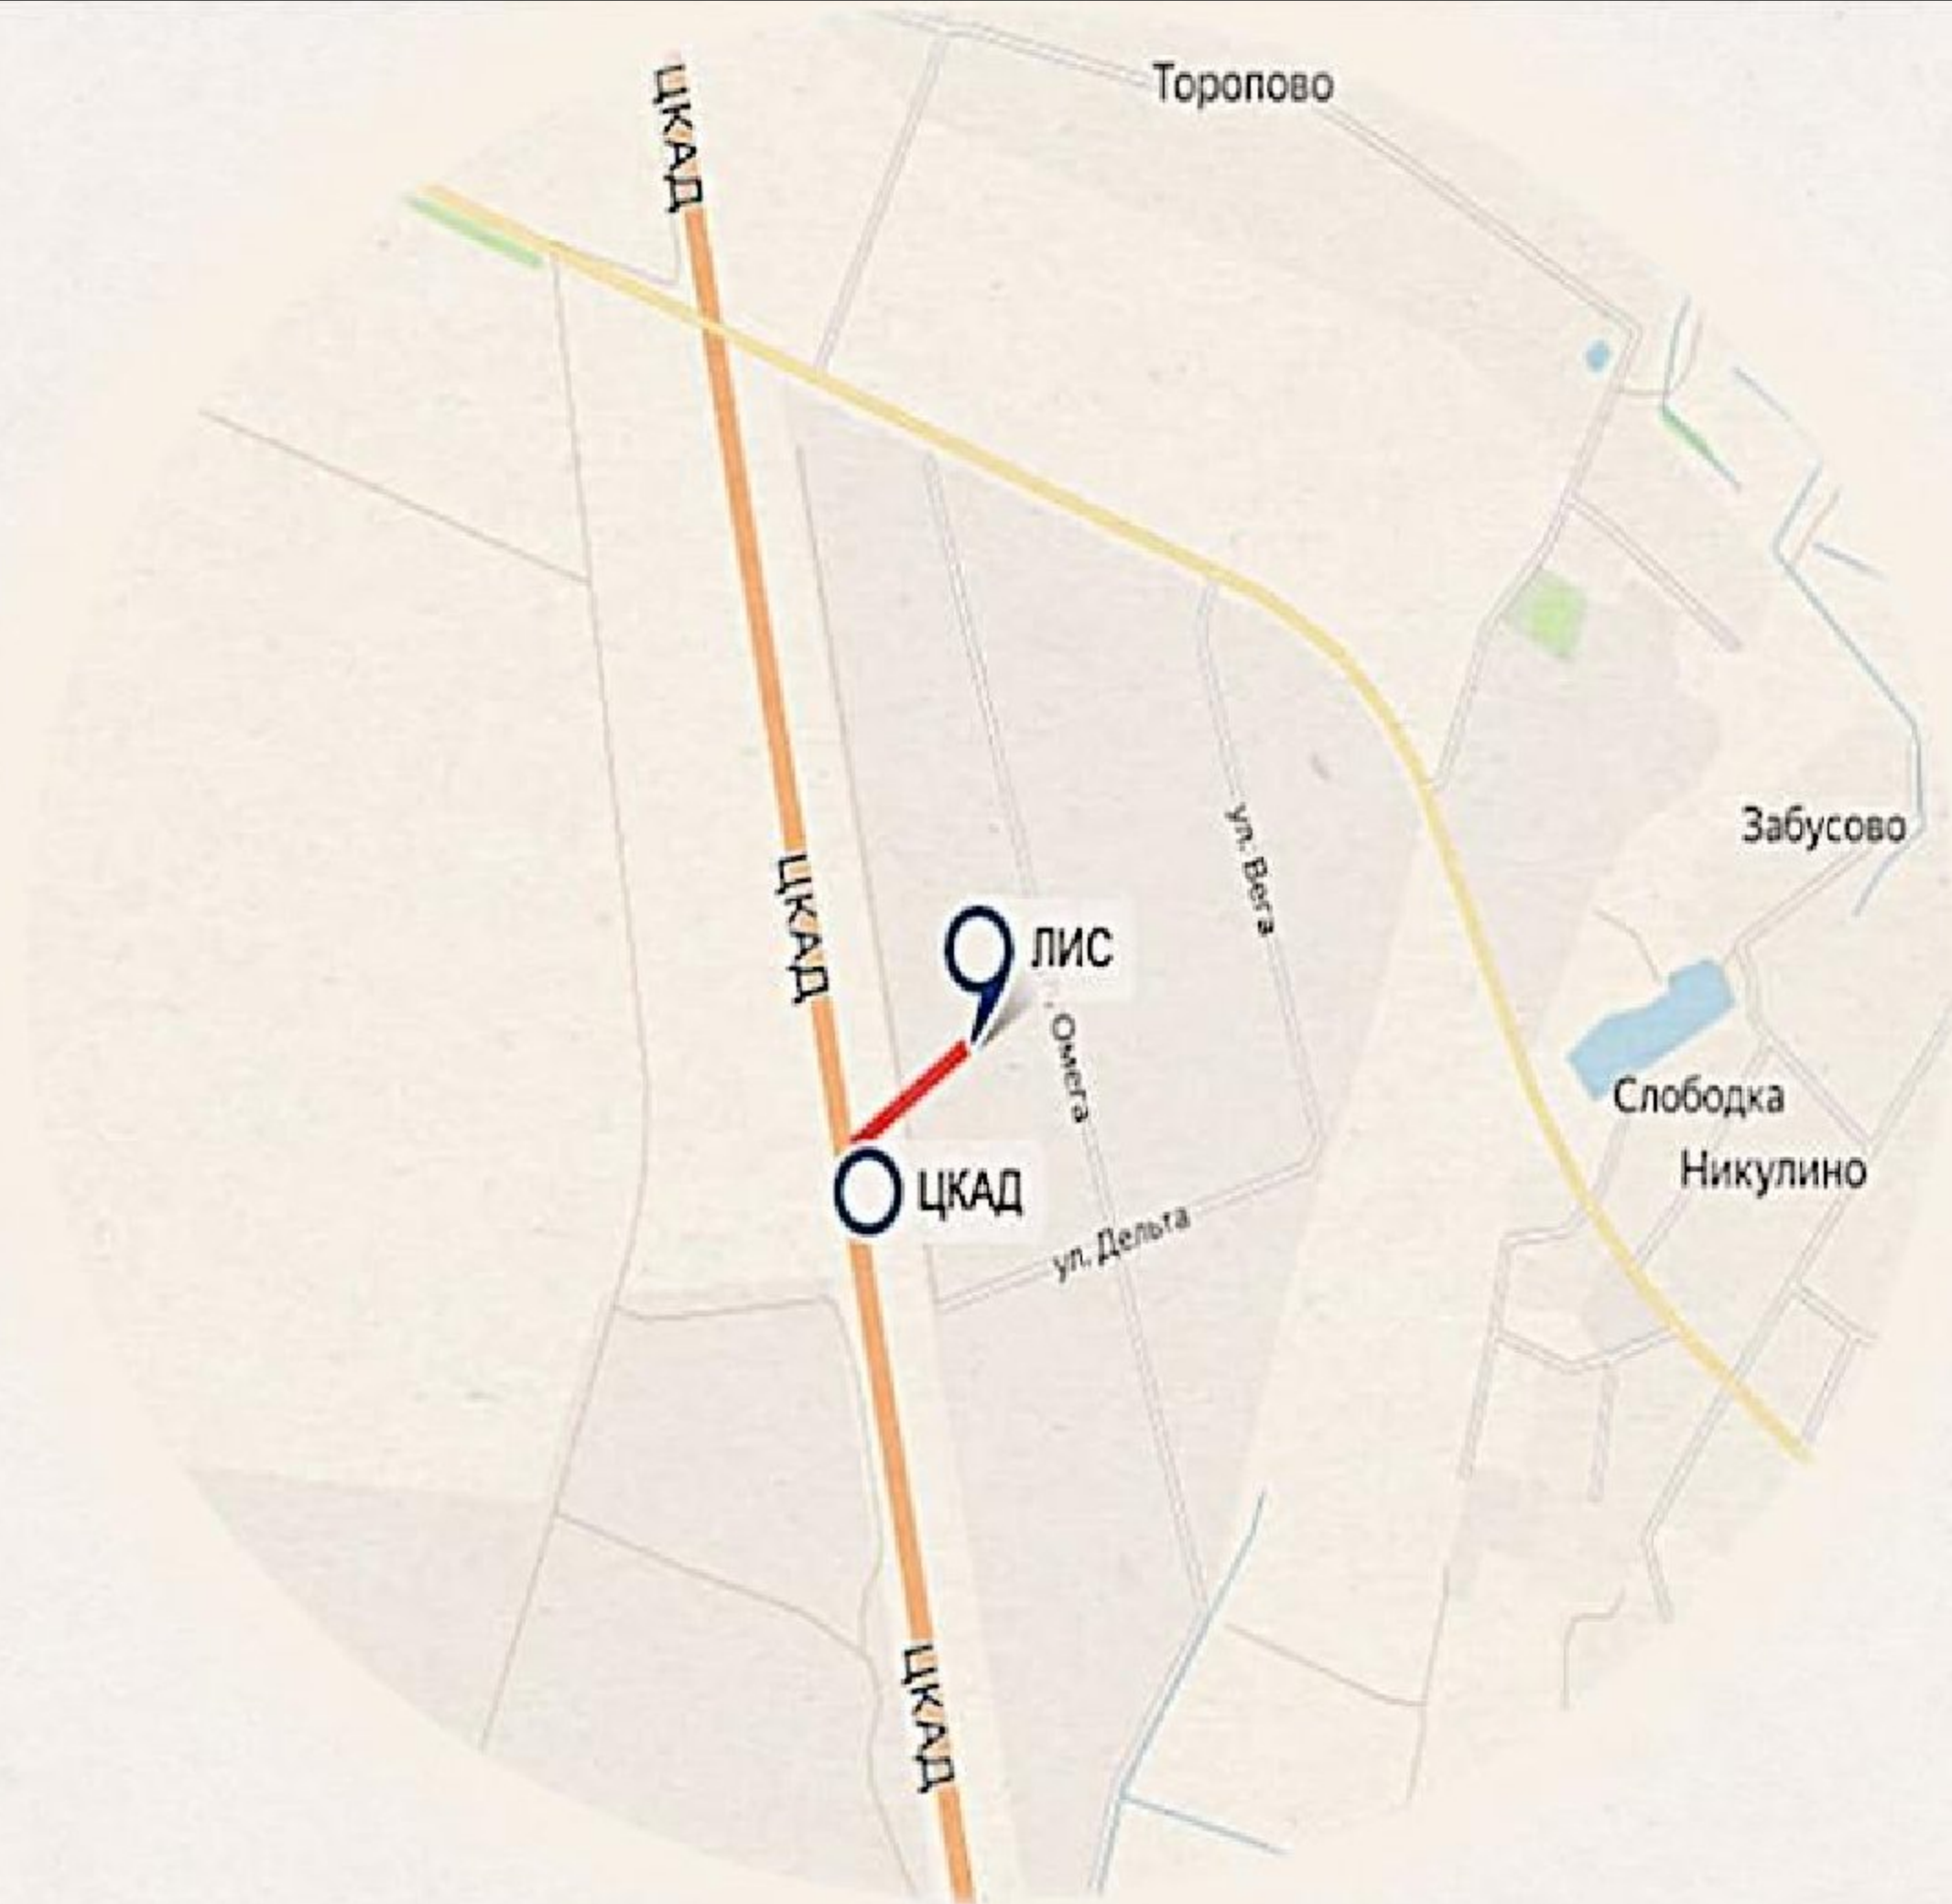 ЦКАД
Торопово
ул. Вега
Забусово
ЦКАД
ЛИС
Омега
Слободка
Никулино
ЦКАД
ул. Дельта
ЦКАД